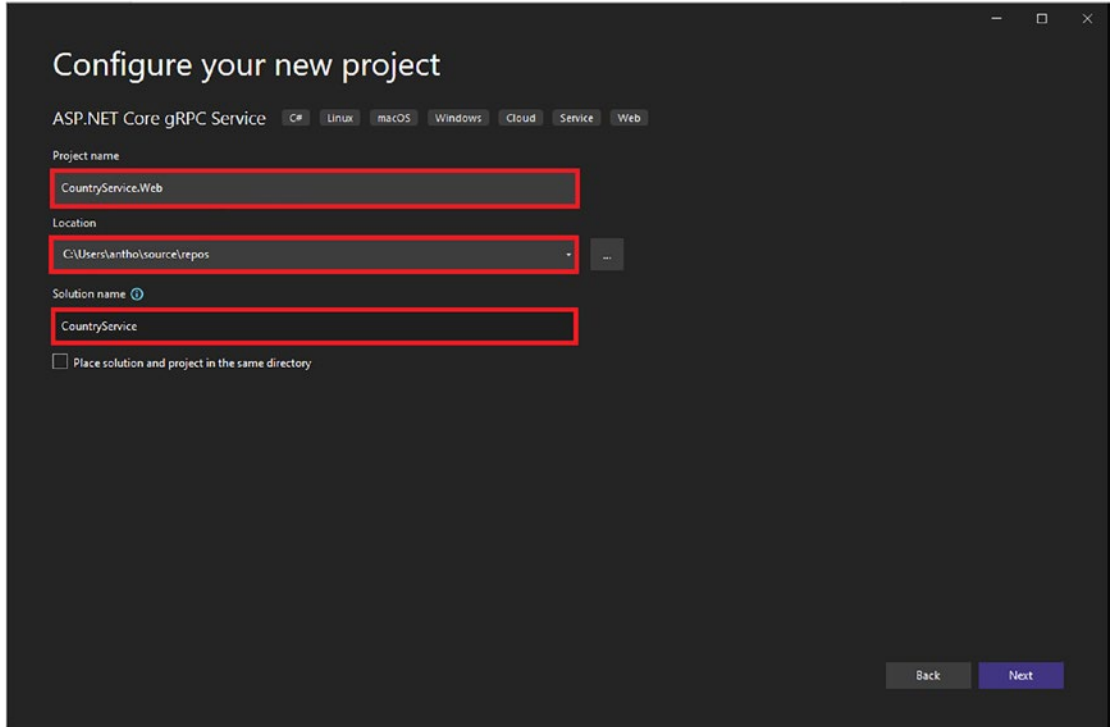 Configure your new project
ASP.NET Core gRPC Service C# Linux macOS Windows Cloud Service Web
Project name
CountryService.Web
Location
C:\Users\antho\source\repos
...
Solution name
CountryService
Place solution and project in the same directory
Back Next